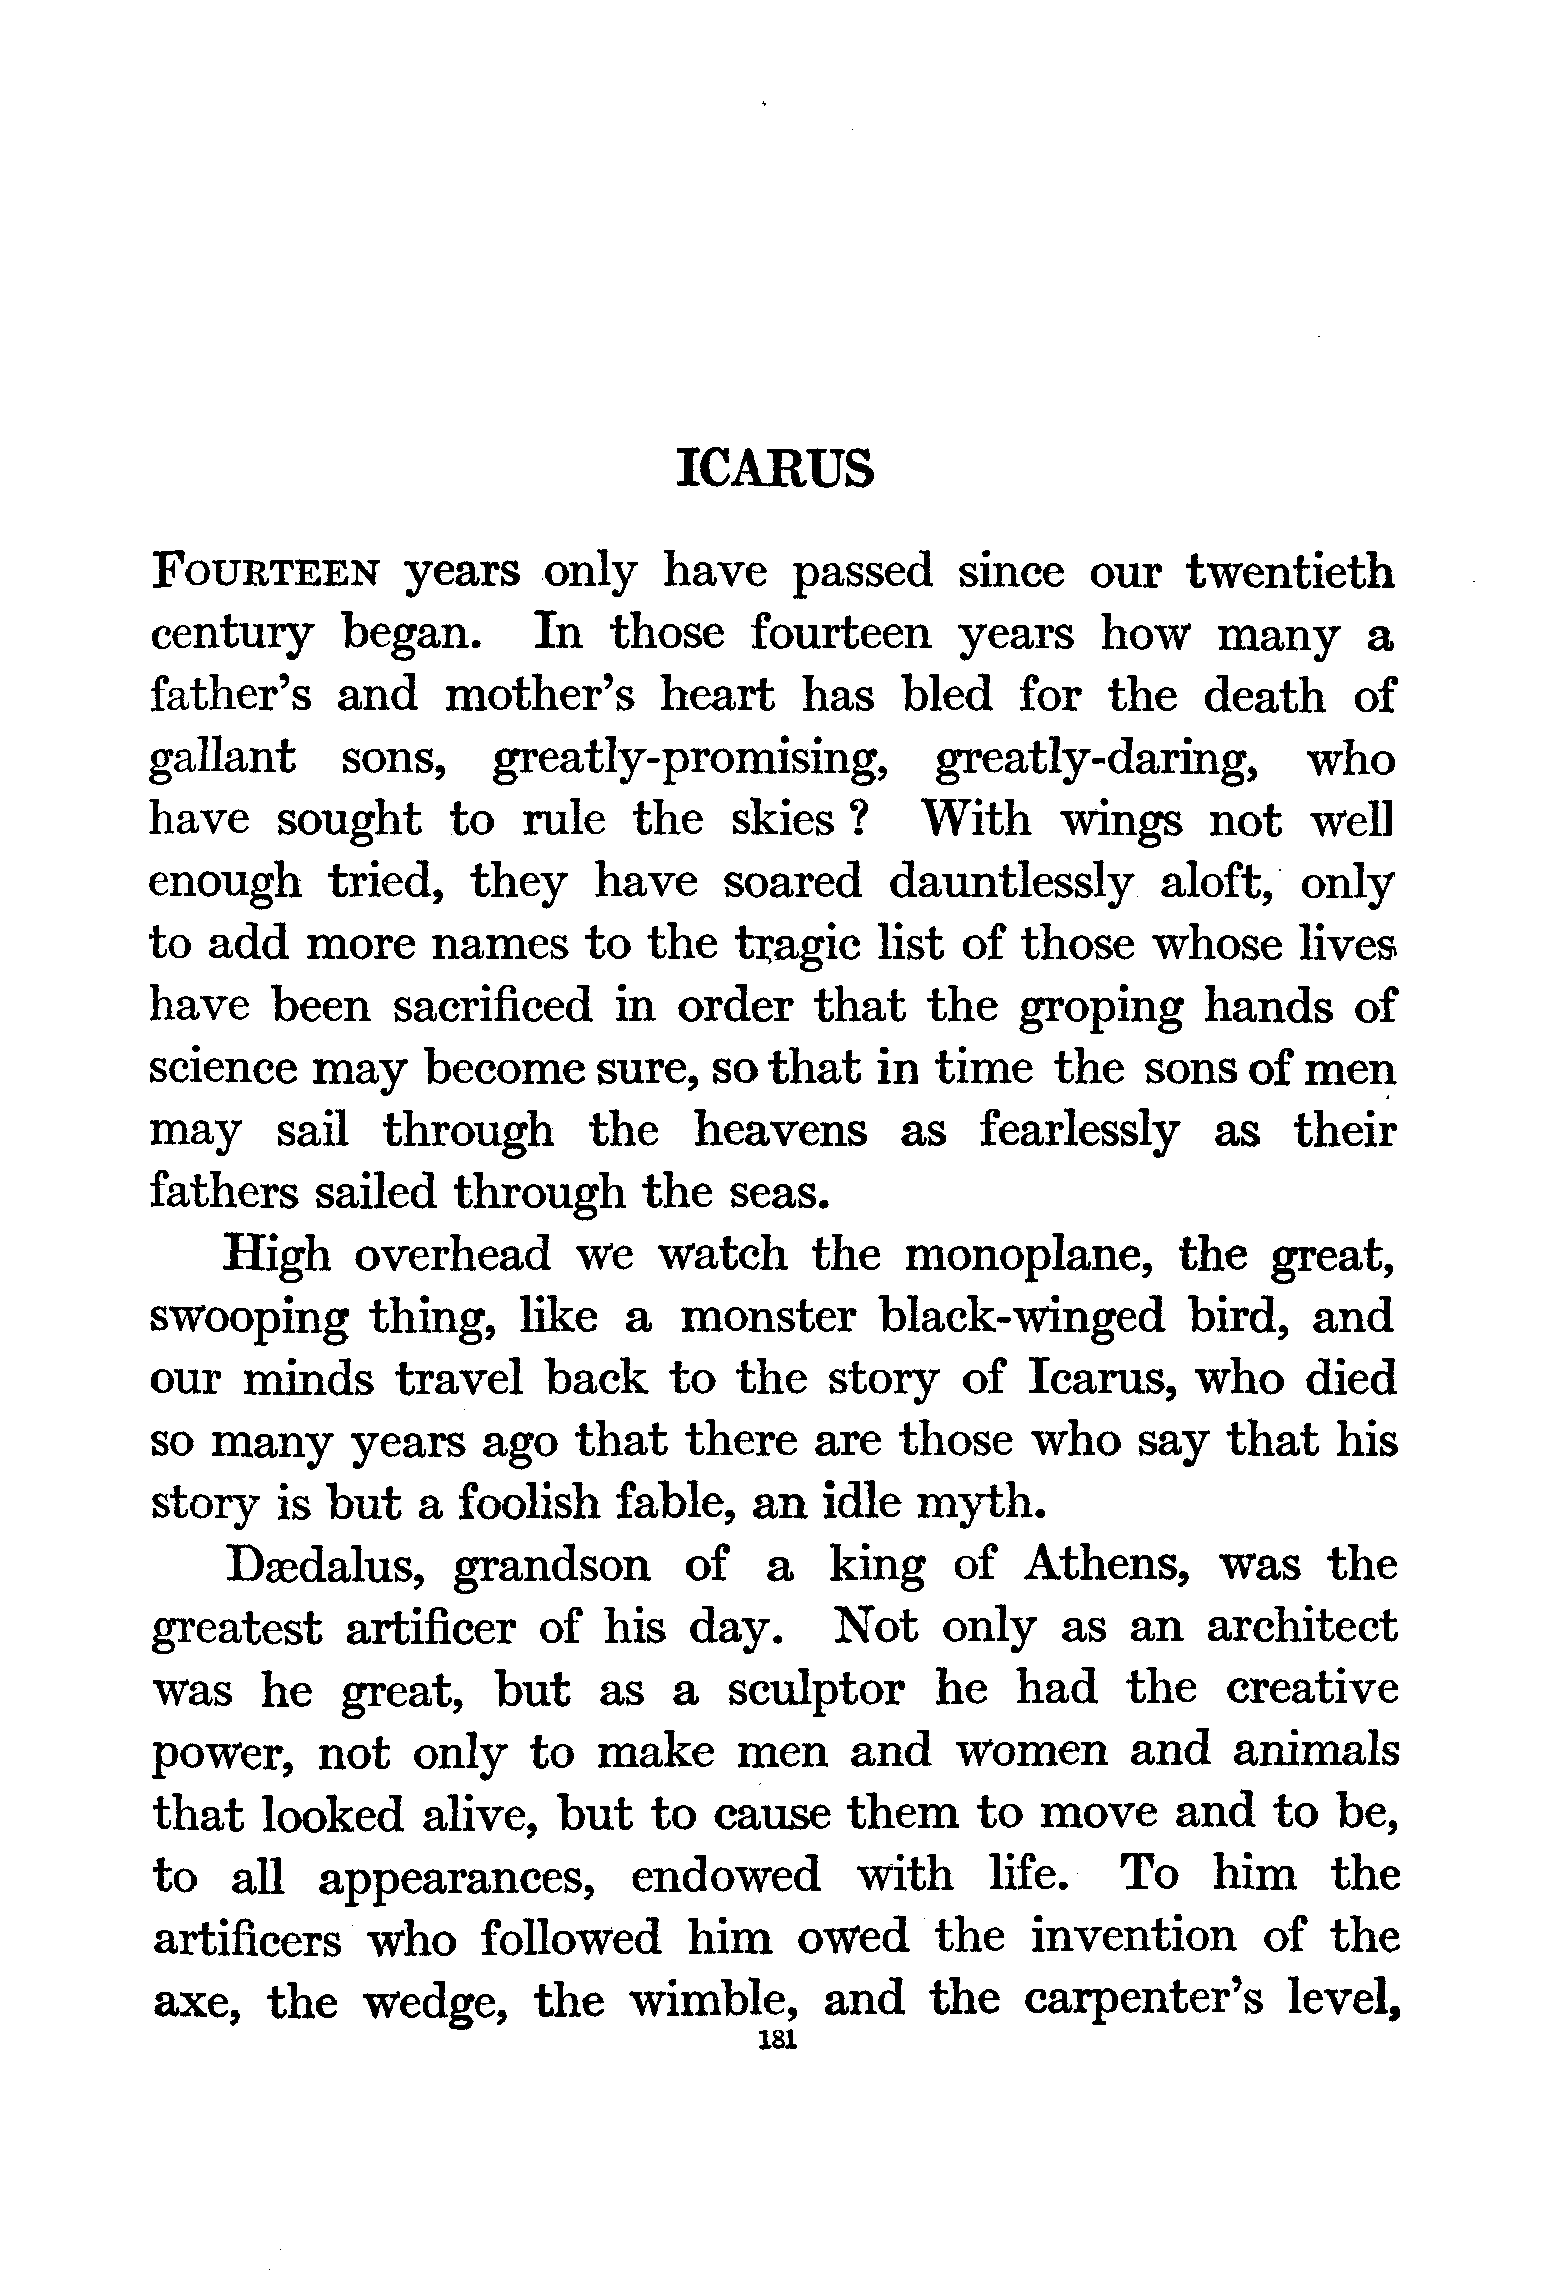 ICARUS
FOURTEEN years only have passed since our twentieth
century began. In those fourteen years how many a
father's and mother's heart has bled for the death of
gallant sons, greatly-promising, greatly-daring, who
have sought to rule the skies ? With wings not well
enough tried, they have soared dauntlessly aloft, only
to add more names to the tragic list of those whose lives
have been sacrificed in order that the groping hands of
science may become sure, so that in time the sons of men
may sail through the heavens as fearlessly as their
fathers sailed through the seas.
High overhead we watch the monoplane, the great,
swooping thing, like a monster black-winged bird, and
our minds travel back to the story of Icarus, who died
so many years ago that there are those who say that his
story is but a foolish fable, an idle myth.
Dædalus, grandson of a king of Athens, was the
greatest artificer of his day. Not only as an architect
was he great, but as a sculptor he had the creative
power, not only to make men and women and animals
that looked alive, but to cause them to move and to be,
to all appearances, endowed with life. To him the
artificers who followed him owed the invention of the
axe, the wedge, the wimble, and the carpenter's level,
181